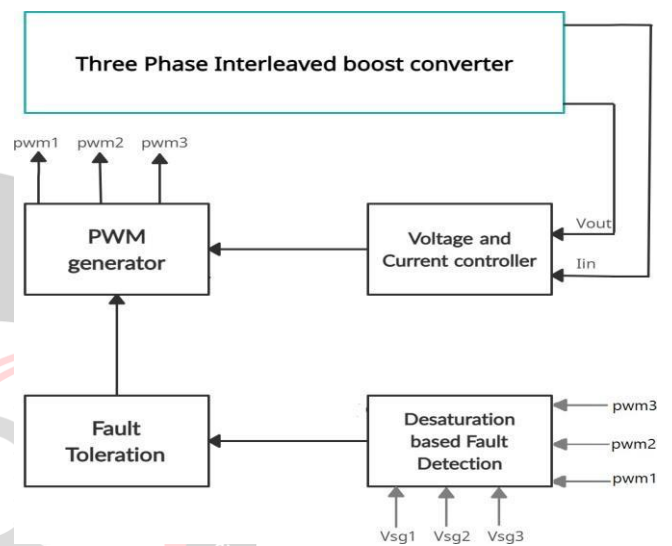 Three Phase Interleaved boost converter
pwm1 pwm2 pwm3
PWM
generator
Voltage and
Current controller
Vout
Iin
Fault
Toleration
Desaturation
based Fault
Detection
pwm3
pwm2
pwm1
Vsg1 Vsg2 Vsg3